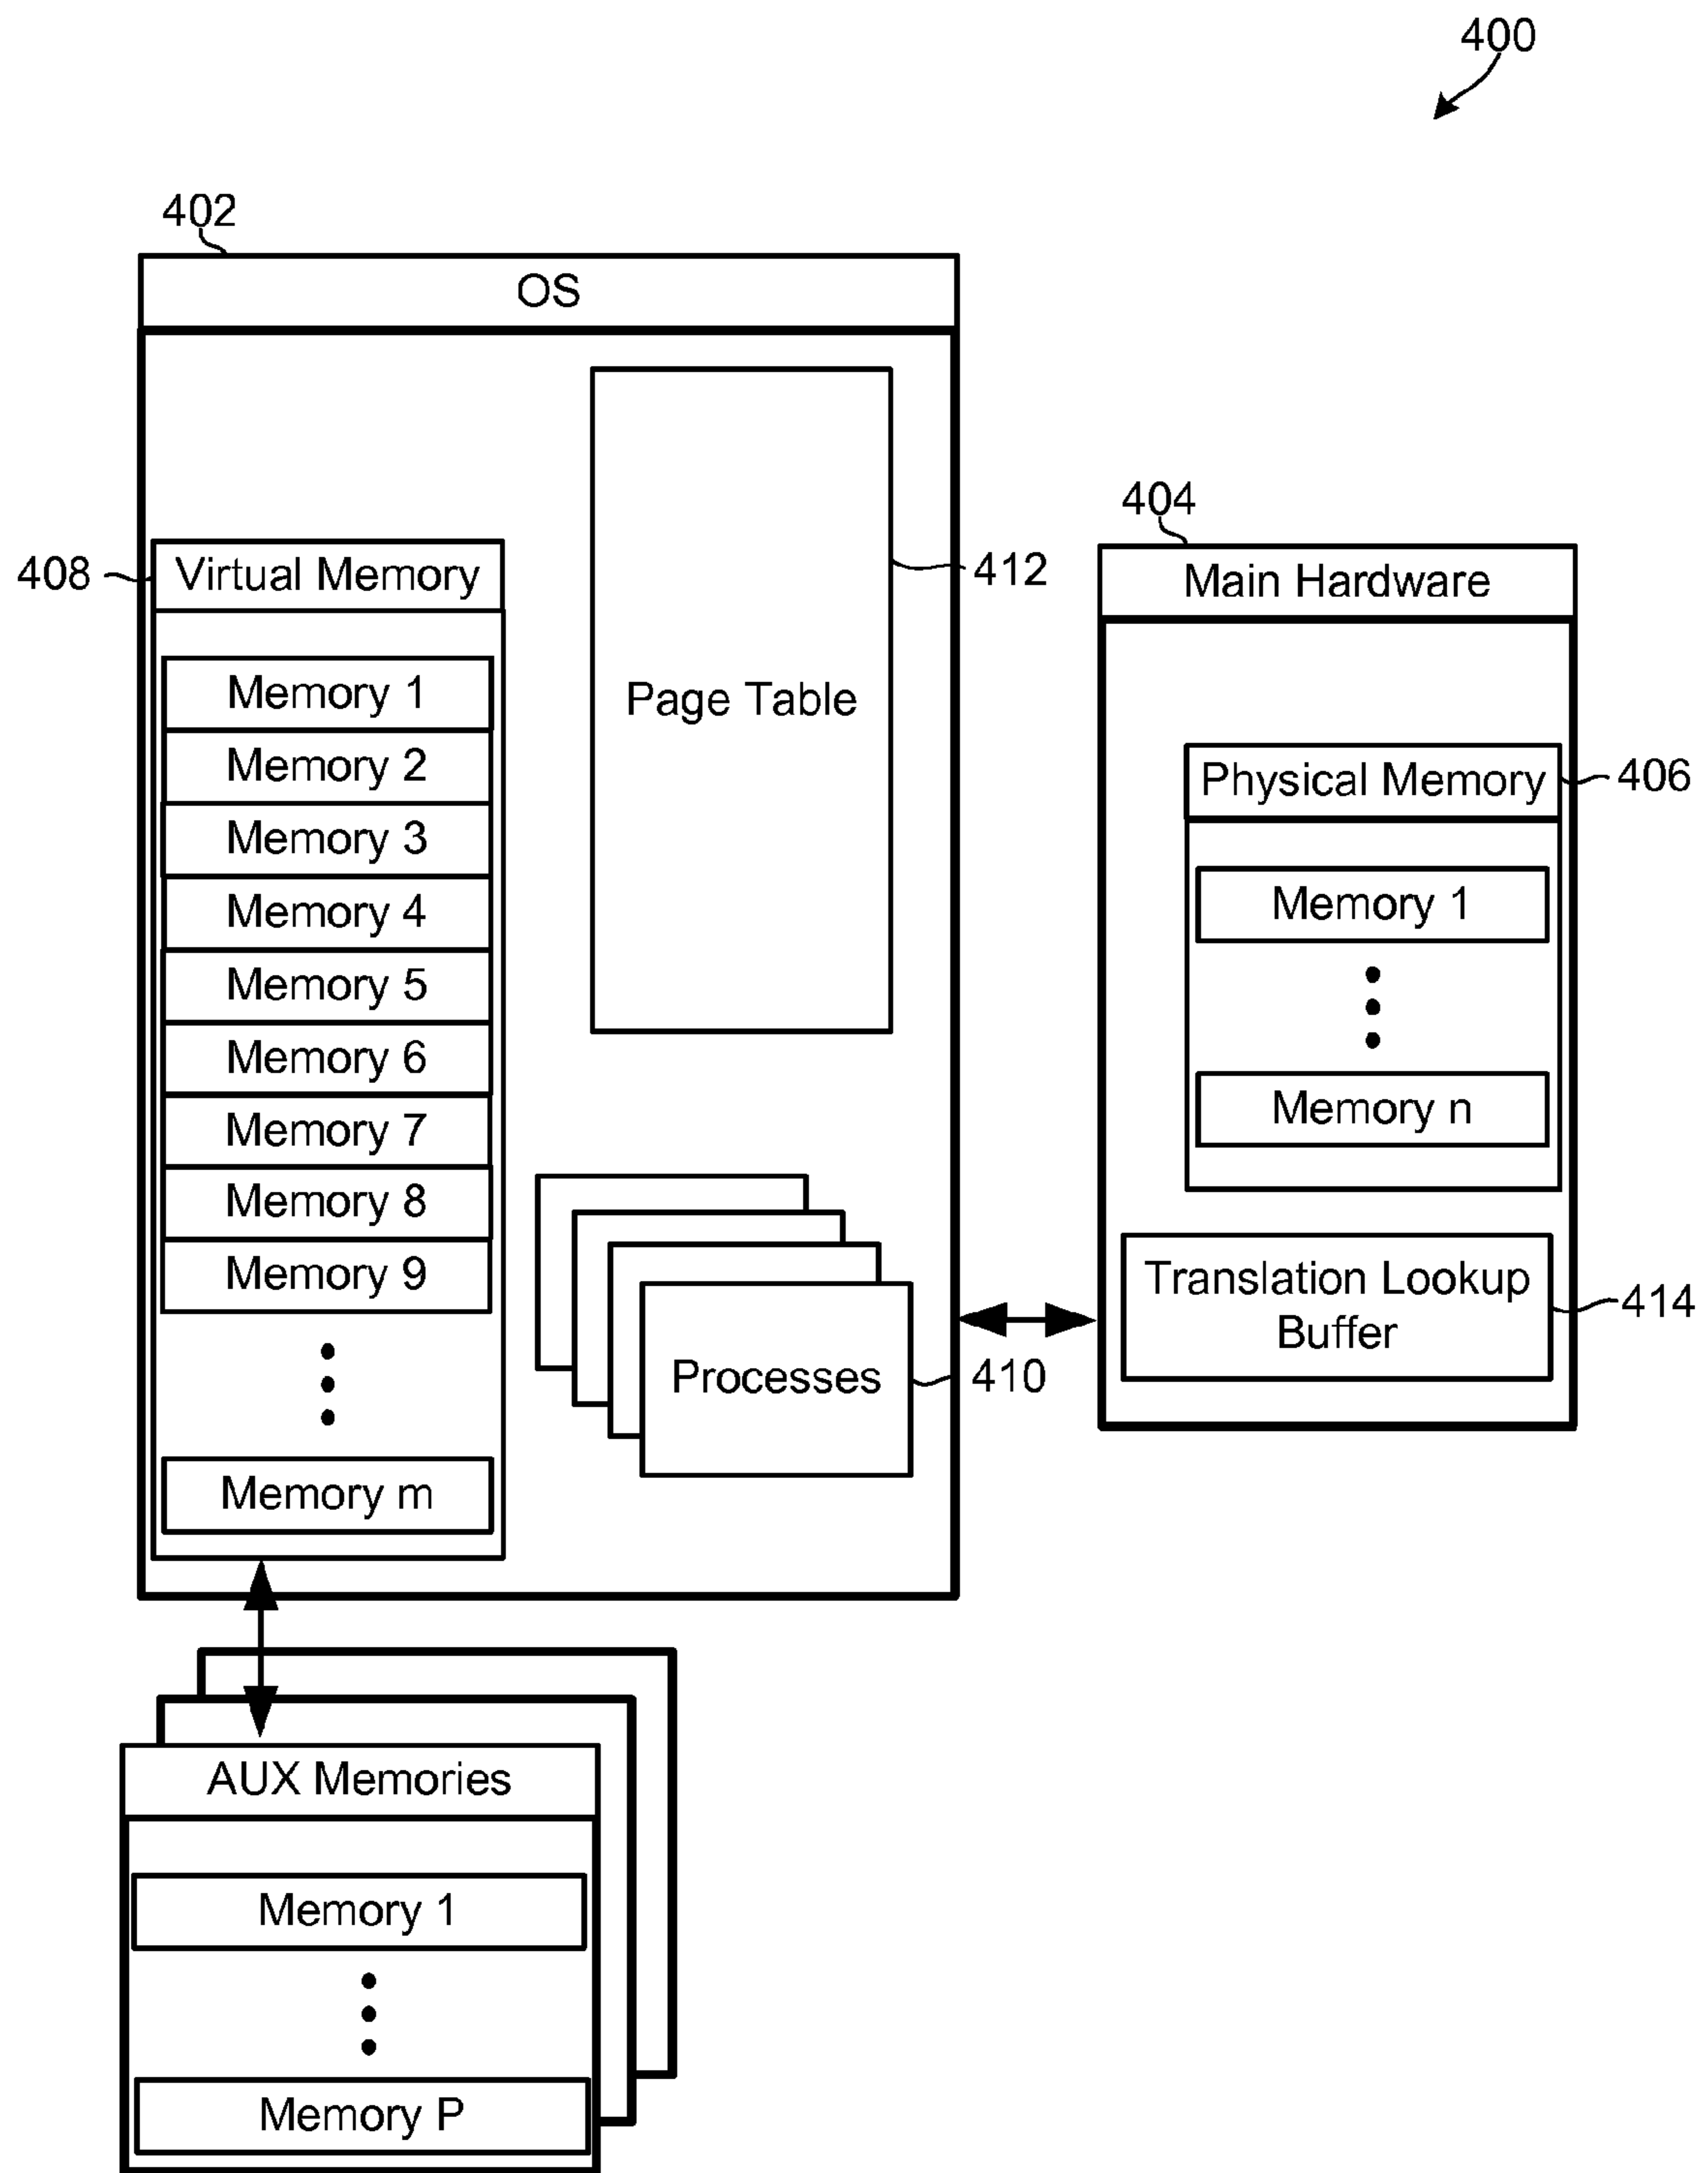 400
402
OS
408
Virtual Memory
Memory 1
Memory 2
Memory 3
Memory 4
Memory 5
Memory 6
Memory 7
Memory 8
Memory 9
Memory m
Page Table
412
Processes
410
404
Main Hardware
Physical Memory
406
Memory 1
Memory n
Translation Lookup
Buffer
414
AUX Memories
Memory 1
Memory P